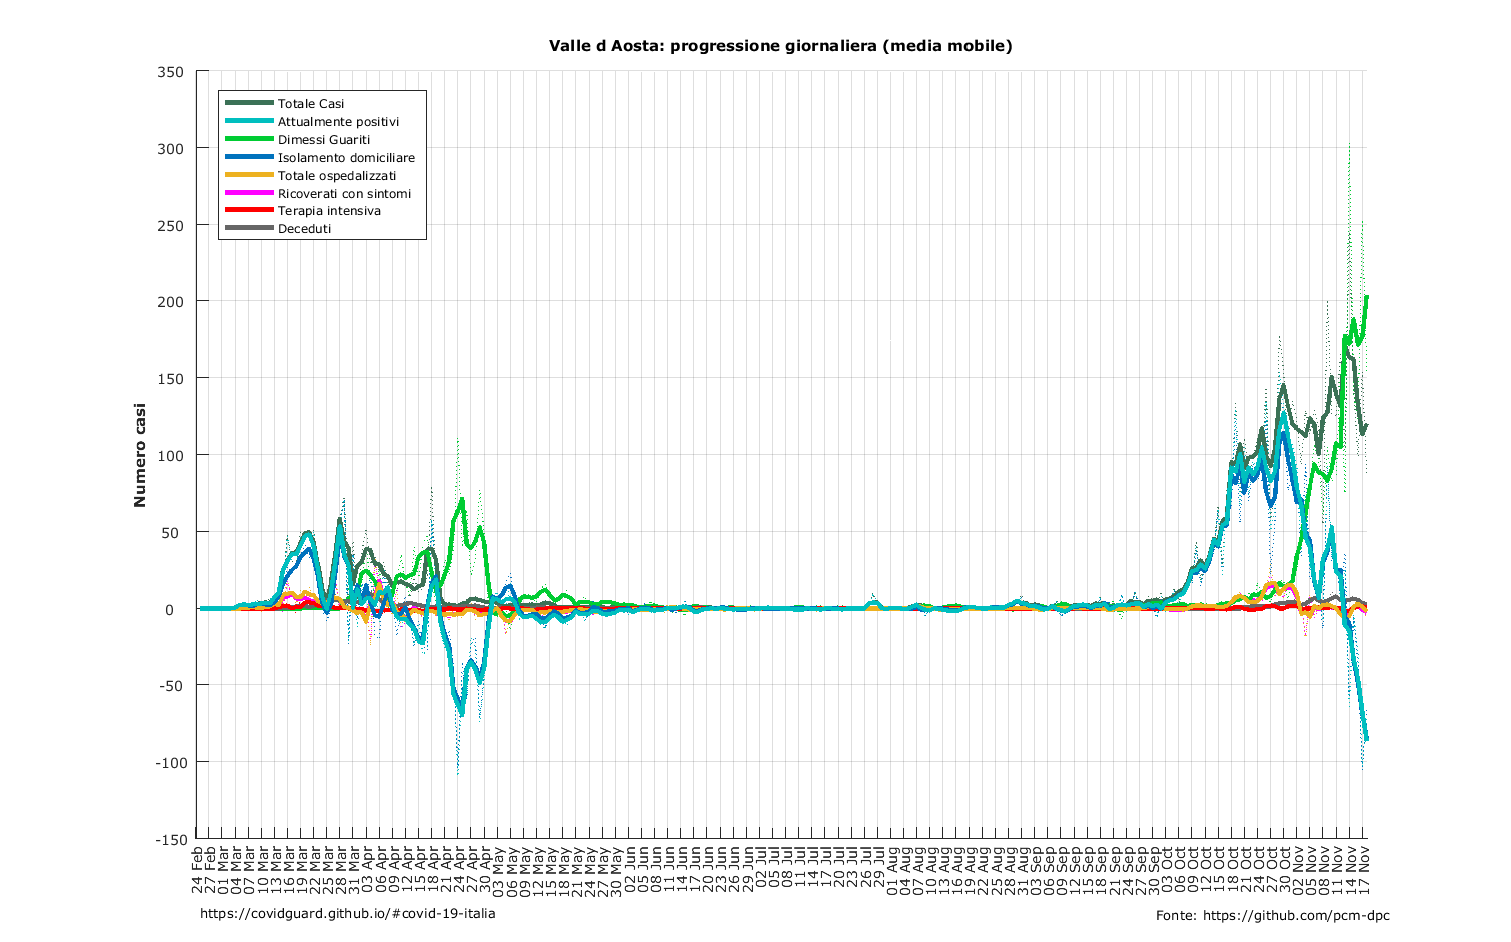 Valle d Aosta: progressione giornaliera (media mobile)
350
300
250
200
150
100
50
0
-50
-100
-150
Numero casi
Totale Casi
Attualmente positivi
Dimessi Guariti
Isolamento domiciliare
Totale ospedalizzati
Ricoverati con sintomi
Terapia intensiva
Deceduti
24 Feb
27 Feb
01 Mar
04 Mar
07 Mar
10 Mar
13 Mar
16 Mar
19 Mar
22 Mar
25 Mar
28 Mar
31 Mar
03 Apr
06 Apr
09 Apr
12 Apr
15 Apr
18 Apr
21 Apr
24 Apr
27 Apr
30 Apr
03 May
06 May
09 May
12 May
15 May
18 May
21 May
24 May
27 May
30 May
02 Jun
05 Jun
08 Jun
11 Jun
14 Jun
17 Jun
20 Jun
23 Jun
26 Jun
29 Jun
02 Jul
05 Jul
08 Jul
11 Jul
14 Jul
17 Jul
20 Jul
23 Jul
26 Jul
29 Jul
01 Aug
04 Aug
07 Aug
10 Aug
13 Aug
16 Aug
19 Aug
22 Aug
25 Aug
28 Aug
31 Aug
03 Sep
06 Sep
09 Sep
12 Sep
15 Sep
18 Sep
21 Sep
24 Sep
27 Sep
30 Sep
03 Oct
06 Oct
09 Oct
12 Oct
15 Oct
18 Oct
21 Oct
24 Oct
27 Oct
30 Oct
02 Nov
05 Nov
08 Nov
11 Nov
14 Nov
17 Nov
https://covidguard.github.io/#covid-19-italia
Fonte: https://github.com/pcm-dpc